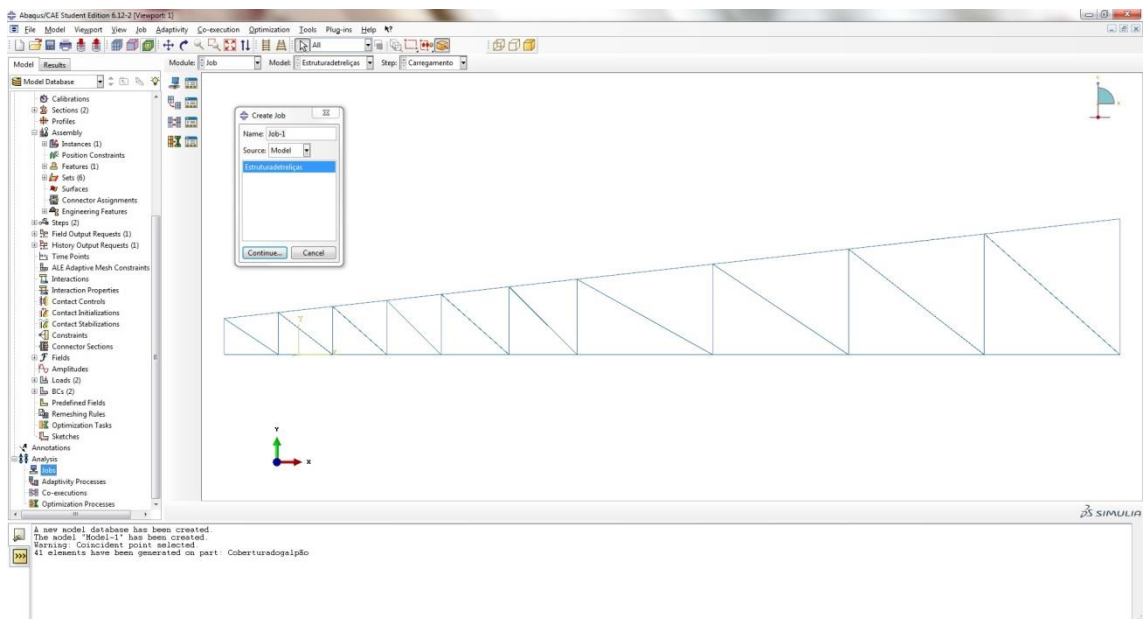 Abaqus/CAE Student Edition 6.12-2 [Viewport: 1]
File Model Viewport View Job Adaptivity Co-execution Optimization Tools Plug-ins Help
All
Model Results
Module: Job Model: Estruturadetreliças Step: Carregamento
Model Database
Calibrations
Sections (2)
Profiles
Assembly
Instances (1)
Position Constraints
Features (1)
Sets (6)
Surfaces
Connector Assignments
Engineering Features
Steps (2)
Field Output Requests (1)
History Output Requests (1)
Time Points
ALE Adaptive Mesh Constraints
Interactions
Interaction Properties
Contact Controls
Contact Initializations
Contact Stabilizations
Constraints
Connector Sections
Fields
Amplitudes
Loads (2)
BCs (2)
Predefined Fields
Remeshing Rules
Optimization Tasks
Sketches
Annotations
Analysis
Jobs
Adaptivity Processes
Co-executions
Optimization Processes
Create Job
Name: Job-1
Source: Model
Estruturadetreliças
Continue... Cancel
Y
Y
X
SIMULIA
A new model database has been created.
The model "Model-1" has been created.
Warning: Coincident point selected.
41 elements have been generated on part: Coberturadogalpão